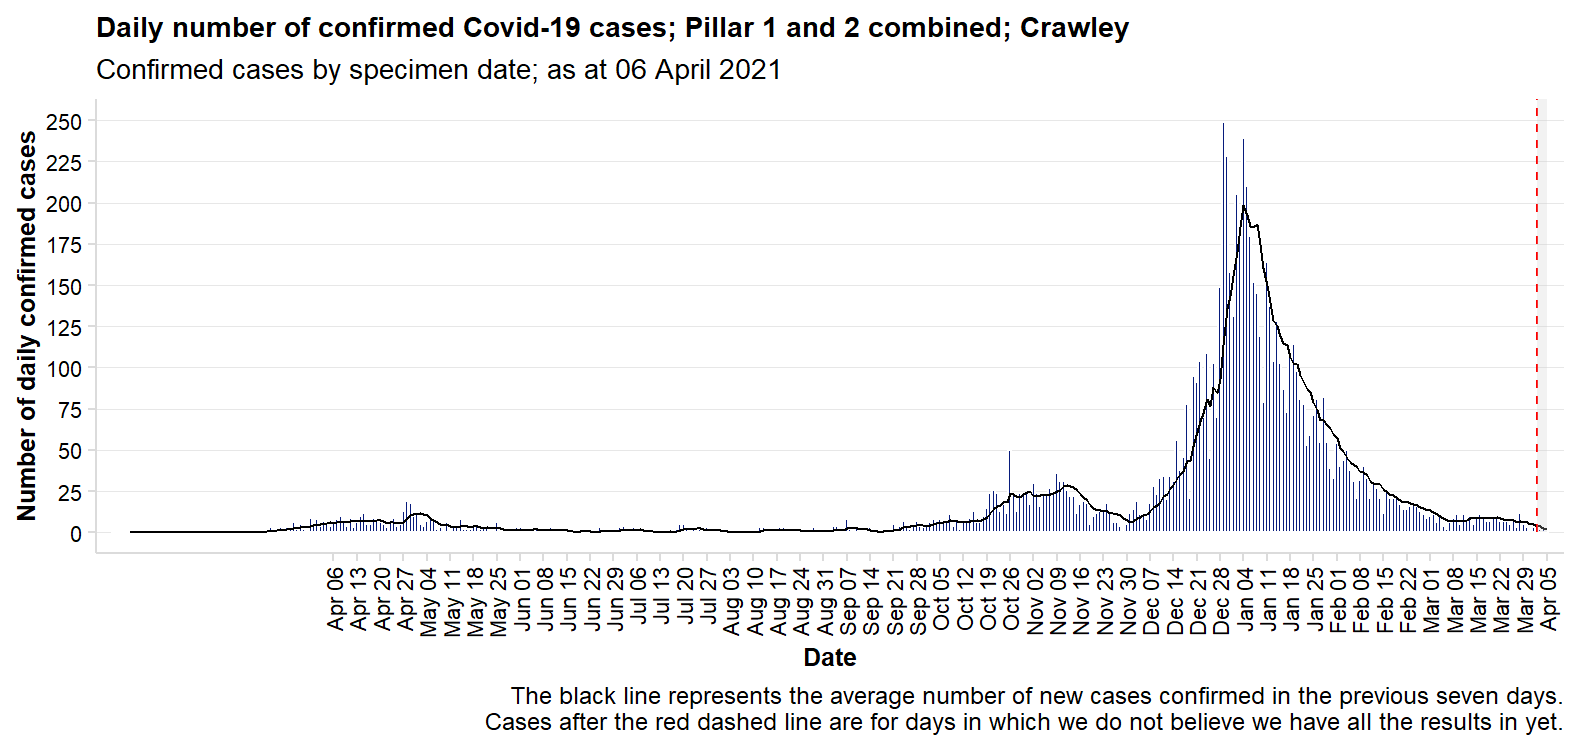 Daily number of confirmed Covid-19 cases; Pillar 1 and 2 combined; Crawley
Confirmed cases by specimen date; as at 06 April 2021
Number of daily confirmed cases
250
225
200
175
150
125
100
75
50
25
0
Apr 06
Apr 13
Apr 20
Apr 27
May 04
May 11
May 18
May 25
Jun 01
Jun 08
Jun 15
Jun 22
Jun 29
Jul 06
Jul 13
Jul 20
Jul 27
Aug 03
Aug 10
Aug 17
Aug 24
Aug 31
Sep 07
Sep 14
Sep 21
Sep 28
Oct 05
Oct 12
Oct 19
Oct 26
Nov 02
Nov 09
Nov 16
Nov 23
Nov 30
Dec 07
Dec 14
Dec 21
Dec 28
Jan 04
Jan 11
Jan 18
Jan 25
Feb 01
Feb 08
Feb 15
Feb 22
Mar 01
Mar 08
Mar 15
Mar 22
Mar 29
Apr 05
Date
The black line represents the average number of new cases confirmed in the previous seven days.
Cases after the red dashed line are for days in which we do not believe we have all the results in yet.